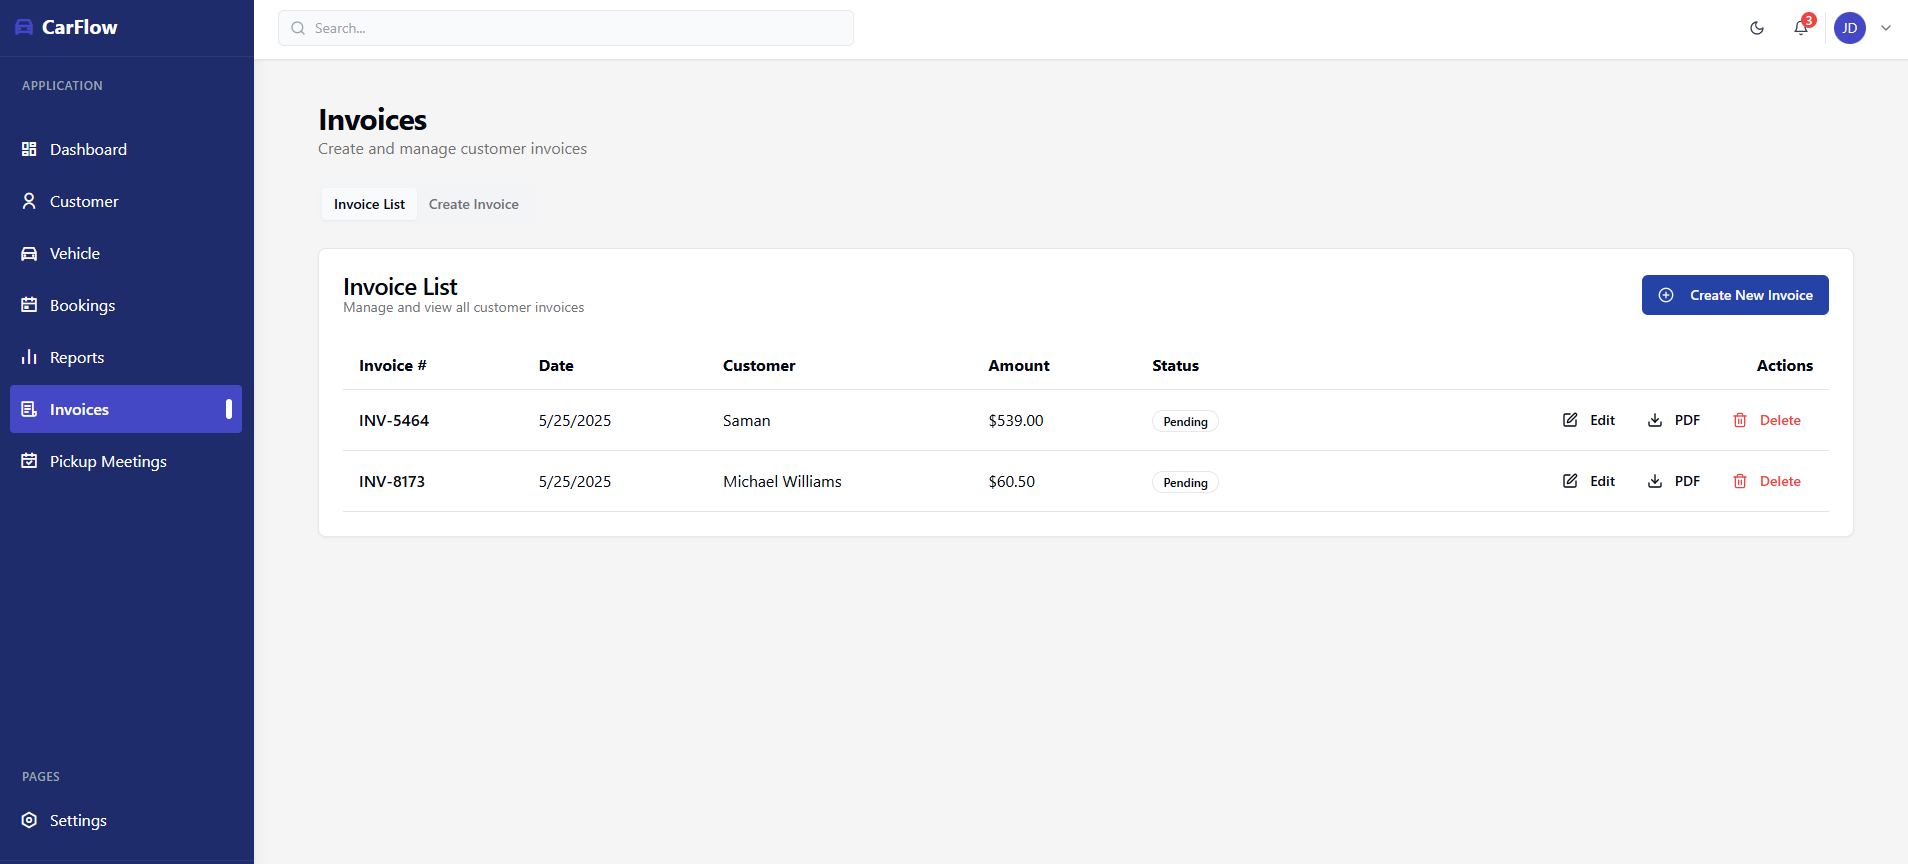 CarFlow
Search...
3
JD
APPLICATION
Dashboard
Customer
Vehicle
Bookings
Reports
Invoices
Pickup Meetings
PAGES
Settings
Invoices
Create and manage customer invoices
Invoice List Create Invoice
Invoice List
Manage and view all customer invoices
Create New Invoice
Invoice # Date Customer Amount Status Actions
INV-5464 5/25/2025 Saman $539.00 Pending Edit PDF Delete
INV-8173 5/25/2025 Michael Williams $60.50 Pending Edit PDF Delete